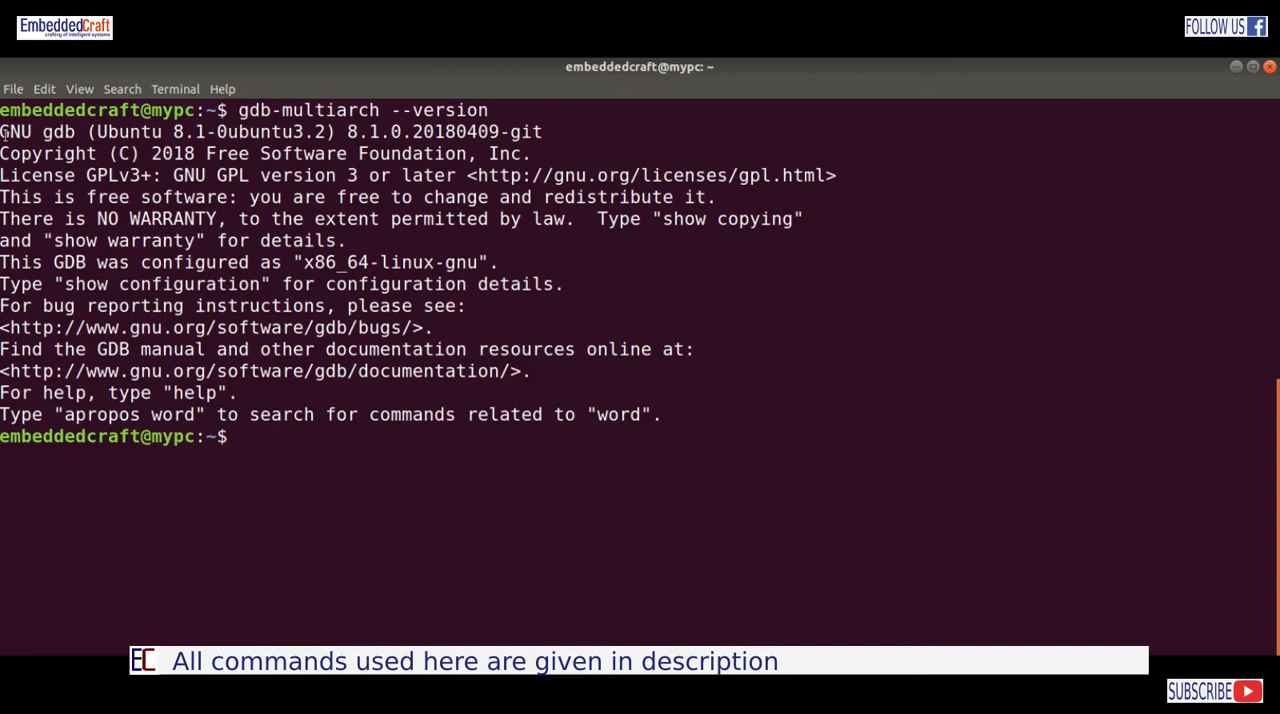 EmbeddedCraft
crafting of intelligent systems
FOLLOW US f
embeddedcraft@mypc: ~
File Edit View Search Terminal Help
embeddedcraft@mypc:~$ gdb-multiarch --version
GNU gdb (Ubuntu 8.1-0ubuntu3.2) 8.1.0.20180409-git
Copyright (C) 2018 Free Software Foundation, Inc.
License GPLv3+: GNU GPL version 3 or later <http://gnu.org/licenses/gpl.html>
This is free software: you are free to change and redistribute it.
There is NO WARRANTY, to the extent permitted by law.  Type "show copying"
and "show warranty" for details.
This GDB was configured as "x86_64-linux-gnu".
Type "show configuration" for configuration details.
For bug reporting instructions, please see:
<http://www.gnu.org/software/gdb/bugs/>.
Find the GDB manual and other documentation resources online at:
<http://www.gnu.org/software/gdb/documentation/>.
For help, type "help".
Type "apropos word" to search for commands related to "word".
embeddedcraft@mypc:~$
EC All commands used here are given in description
SUBSCRIBE